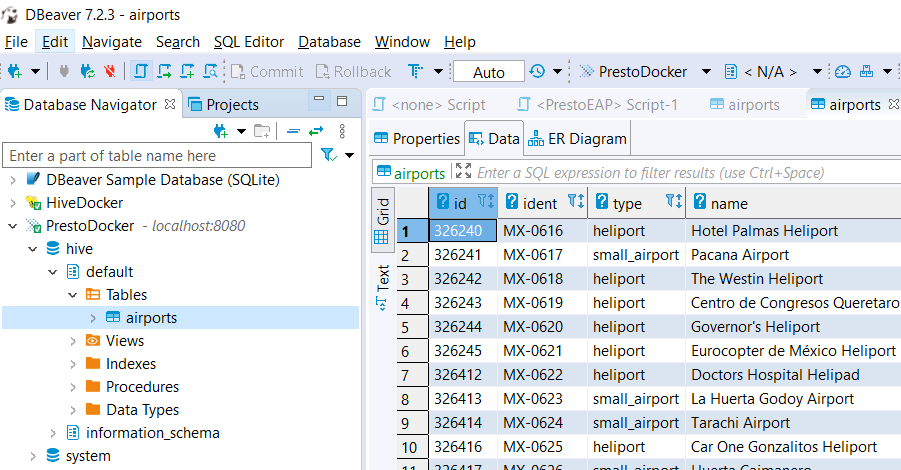 DBeaver 7.2.3 - airports
File Edit Navigate Search SQL Editor Database Window Help
Commit Rollback Auto PrestoDocker < N/A >
Database Navigator Projects
Enter a part of table name here
DBeaver Sample Database (SQLite)
HiveDocker
PrestoDocker - localhost:8080
hive
default
Tables
airports
Views
Indexes
Procedures
Data Types
information_schema
system
<none> Script <PrestoEAP> Script-1 airports airports
Properties Data ER Diagram
airports Enter a SQL expression to filter results (use Ctrl+Space)
Grid
Text
id ident type name
1 326240 MX-0616 heliport Hotel Palmas Heliport
2 326241 MX-0617 small_airport Pacana Airport
3 326242 MX-0618 heliport The Westin Heliport
4 326243 MX-0619 heliport Centro de Congresos Queretaro
5 326244 MX-0620 heliport Governor's Heliport
6 326245 MX-0621 heliport Eurocopter de México Heliport
7 326412 MX-0622 heliport Doctors Hospital Helipad
8 326413 MX-0623 small_airport La Huerta Godoy Airport
9 326414 MX-0624 small_airport Tarachi Airport
10 326416 MX-0625 heliport Car One Gonzalitos Heliport
11 326417 MX-0626 small_airport Huerta Caimanero